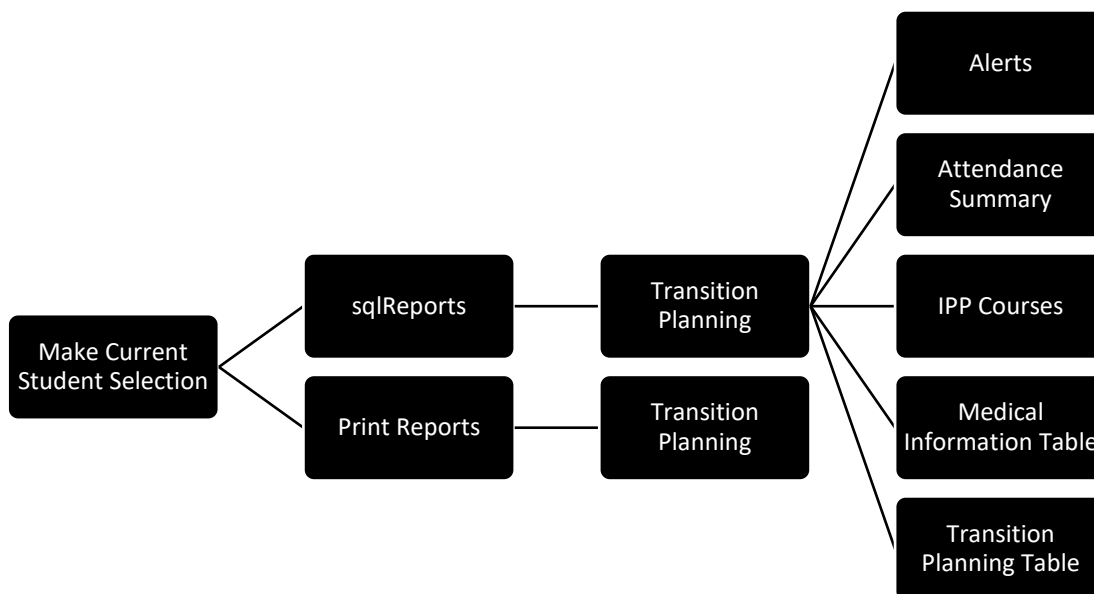 Make Current
Student Selection
sqlReports
Print Reports
Transition
Planning
Transition
Planning
Alerts
Attendance
Summary
IPP Courses
Medical
Information Table
Transition
Planning Table